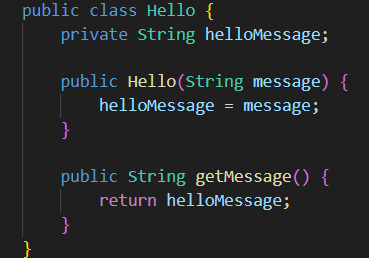 public class Hello {
    private String helloMessage;

    public Hello(String message) {
        helloMessage = message;
    }

    public String getMessage() {
        return helloMessage;
    }
}